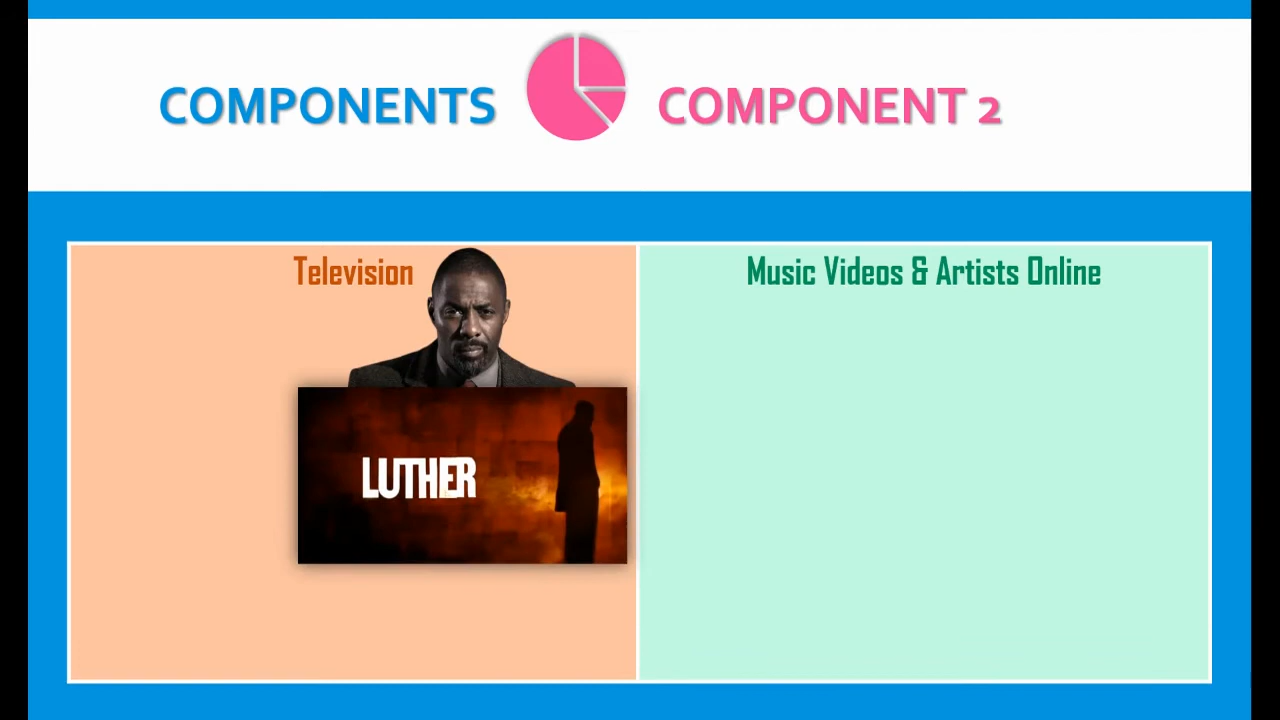 COMPONENTS
COMPONENT 2
Television
Music Videos & Artists Online
LUTHER